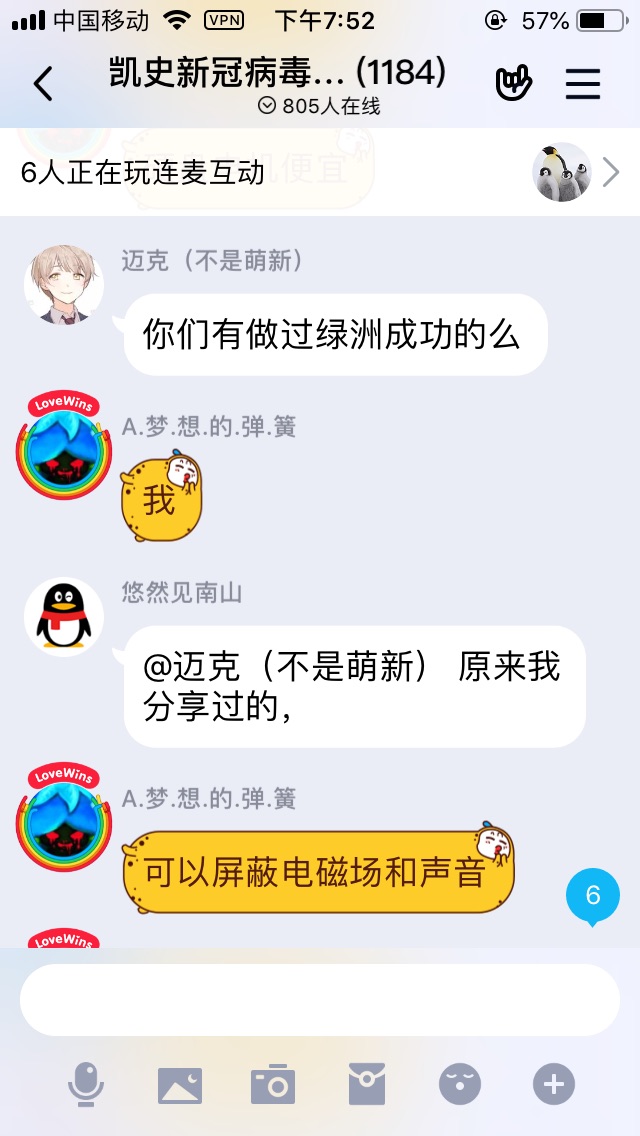 中国移动 VPN 下午7:52 57%
凯史新冠病毒... (1184)
805人在线
机便宜
6人正在玩连麦互动
迈克（不是萌新）
你们有做过绿洲成功的么
LoveWins
A.梦.想.的.弹.簧
我
悠然见南山
@迈克（不是萌新） 原来我
分享过的，
LoveWins
A.梦.想.的.弹.簧
可以屏蔽电磁场和声音
6
LoveWins